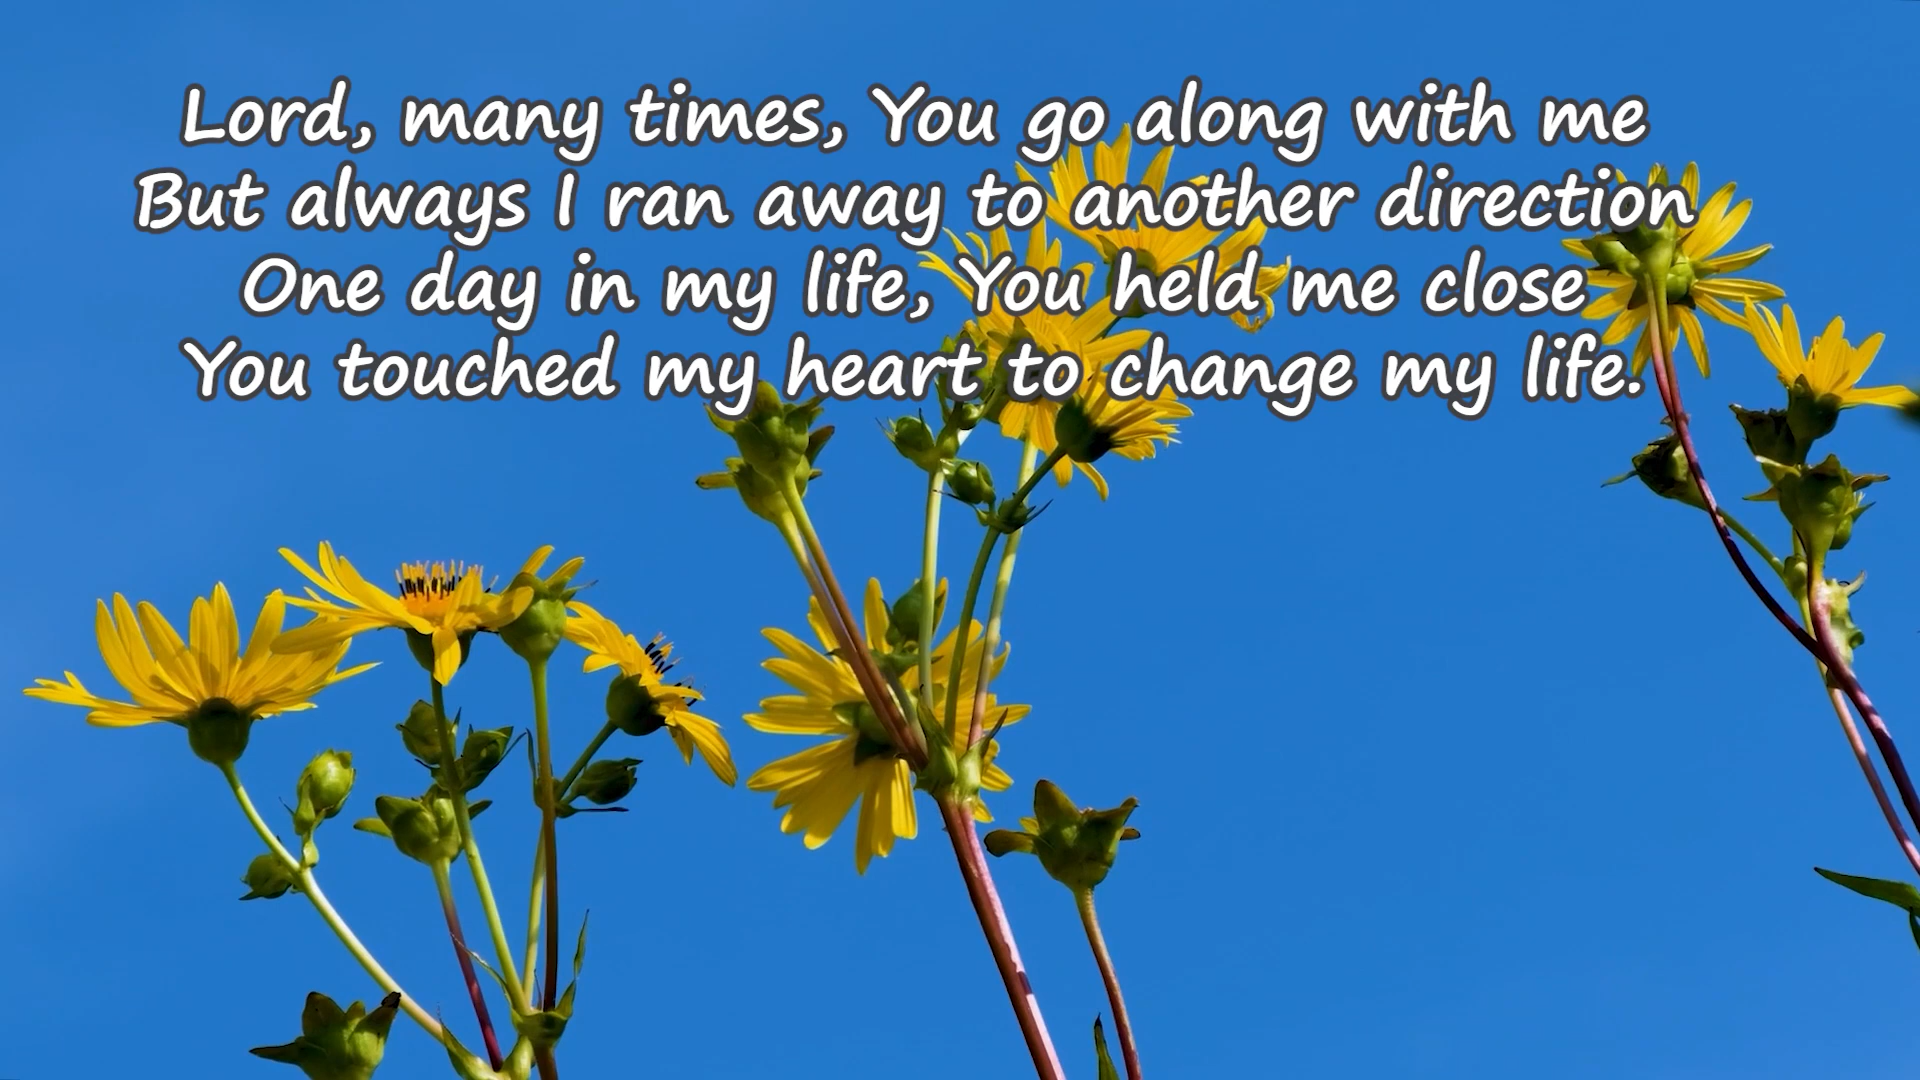 Lord, many times, You go along with me
But always I ran away to another direction
One day in my life, You held me close
You touched my heart to change my life.